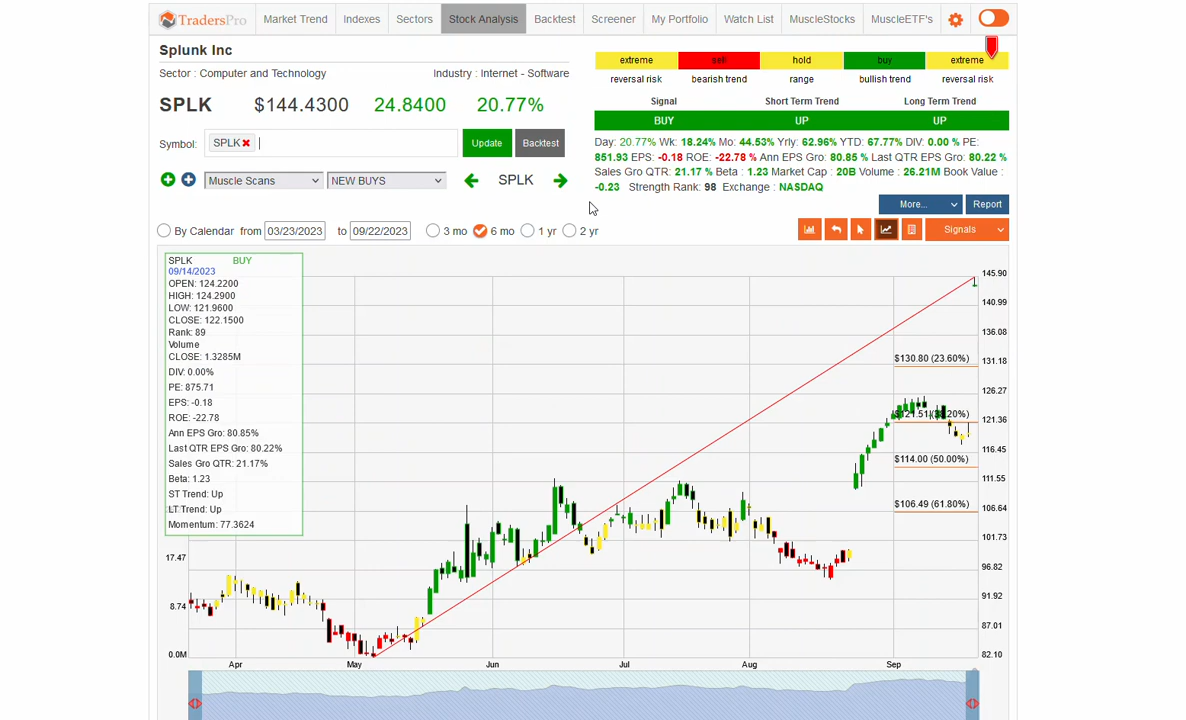 TradersPro
Market Trend
Indexes
Sectors
Stock Analysis
Backtest
Screener
My Portfolio
Watch List
MuscleStocks
MuscleETF's
Splunk Inc
Sector : Computer and Technology
Industry : Internet - Software
SPLK $144.4300 24.8400 20.77%
Symbol: SPLK Update Backtest
Muscle Scans NEW BUYS SPLK
extreme sell hold buy extreme
reversal risk bearish trend range bullish trend reversal risk
Signal Short Term Trend Long Term Trend
BUY UP UP
Day: 20.77% Wk: 18.24% Mo: 44.53% Yrly: 62.96% YTD: 67.77% DIV: 0.00 % PE:
851.93 EPS: -0.18 ROE: -22.78 % Ann EPS Gro: 80.85 % Last QTR EPS Gro: 80.22 %
Sales Gro QTR: 21.17 % Beta : 1.23 Market Cap : 20B Volume : 26.21M Book Value :
-0.23 Strength Rank: 98 Exchange : NASDAQ
More... Report
By Calendar from 03/23/2023 to 09/22/2023 3 mo 6 mo 1 yr 2 yr
Signals
SPLK BUY
09/14/2023
OPEN: 124.2200
HIGH: 124.2900
LOW: 121.9600
CLOSE: 122.1500
Rank: 89
Volume
CLOSE: 1.3285M
DIV: 0.00%
PE: 875.71
EPS: -0.18
ROE: -22.78
Ann EPS Gro: 80.85%
Last QTR EPS Gro: 80.22%
Sales Gro QTR: 21.17%
Beta: 1.23
ST Trend: Up
LT Trend: Up
Momentum: 77.3624
17.47
8.74
0.0M
$130.80 (23.60%)
$121.51 (38.20%)
$114.00 (50.00%)
$106.49 (61.80%)
145.90
140.99
136.08
131.18
126.27
121.36
116.45
111.55
106.64
101.73
96.82
91.92
87.01
82.10
Apr May Jun Jul Aug Sep